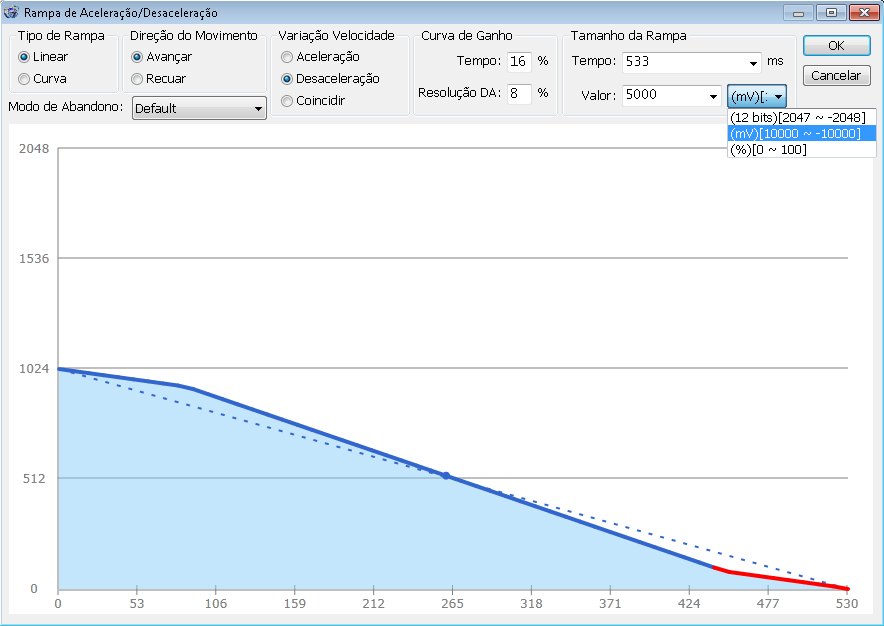 Rampa de Aceleração/Desaceleração
Tipo de Rampa
Linear
Curva
Direção do Movimento
Avançar
Recuar
Variação Velocidade
Aceleração
Desaceleração
Coincidir
Curva de Ganho
Tempo: 16 %
Resolução DA: 8 %
Tamanho da Rampa
Tempo: 533 ms
Valor: 5000 (mV)[:
OK
Cancelar
Modo de Abandono: Default
(12 bits)[2047 ~ -2048]
(mV)[10000 ~ -10000]
(%)[0 ~ 100]
2048
1536
1024
512
0
0 53 106 159 212 265 318 371 424 477 530